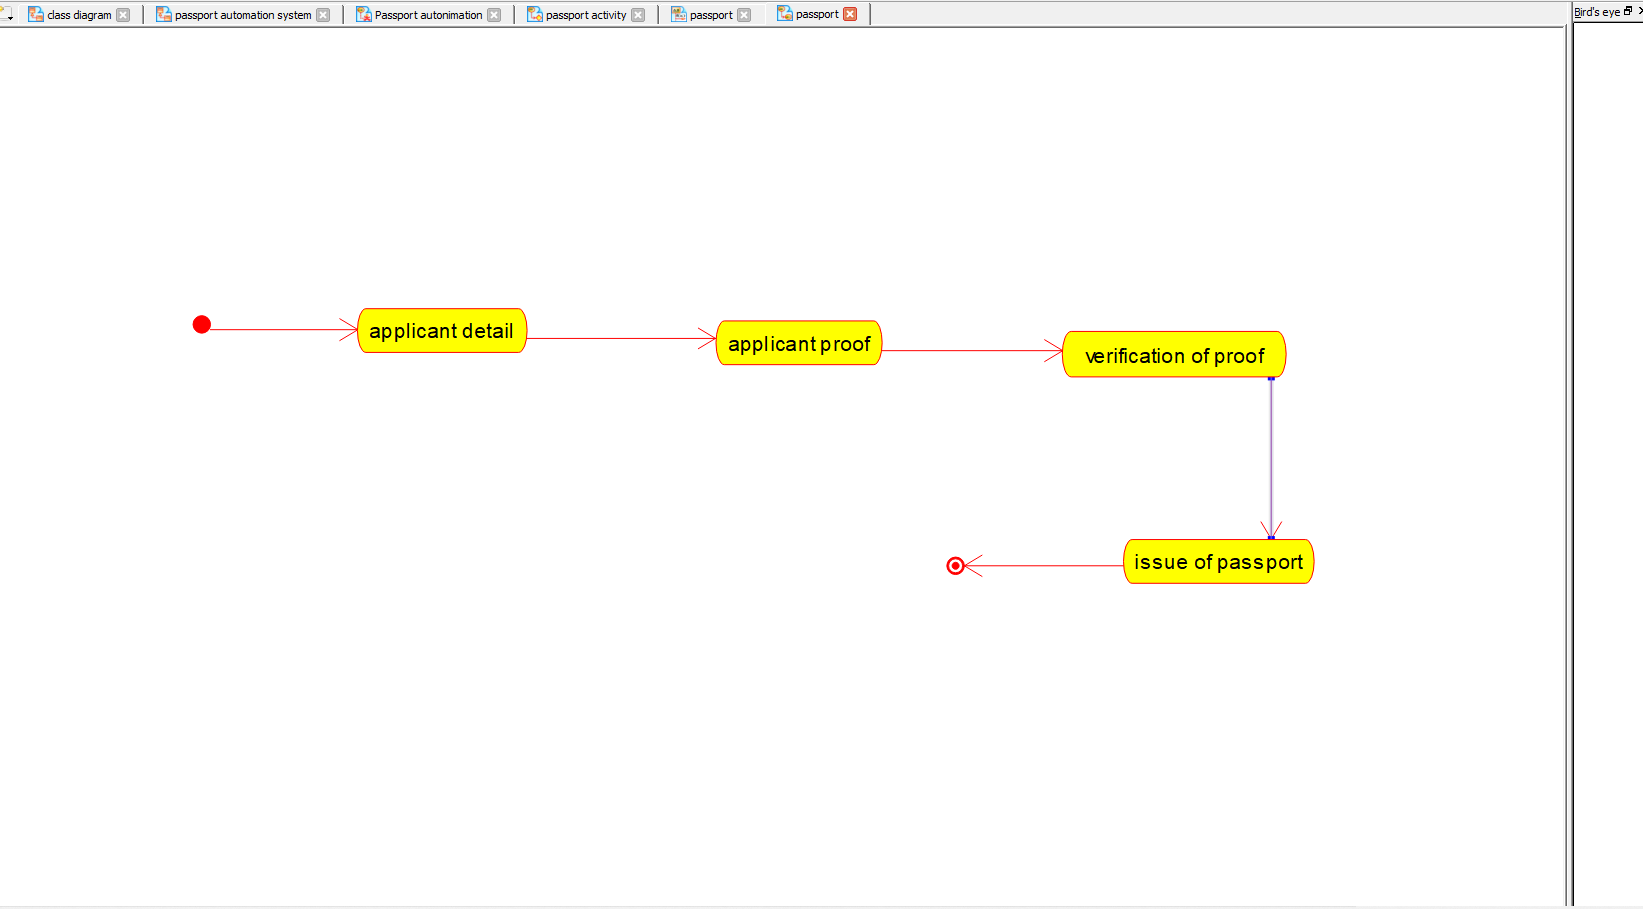 class diagram
passport automation system
Passport autonimation
passport activity
passport
passport
Bird's eye
applicant detail
applicant proof
verification of proof
issue of passport